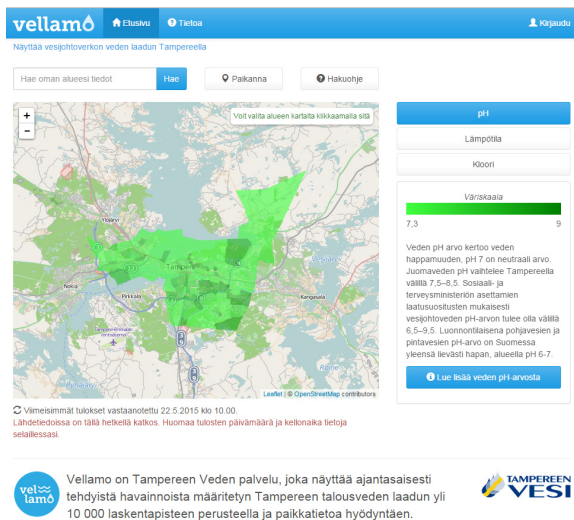 vellamo Etusivu Tietoa Kirjaudu
Näyttää vesijohtoverkon veden laadun Tampereella
Hae oman alueesi tiedot Hae Paikanna Hakuohje
+
-
Voit valita alueen kartalta klikkaamalla sitä
Ylöjärvi
Tampere
Nokia
Pirkkala
Kangasala
Leaflet | © OpenStreetMap contributors
pH
Lämpötila
Kloori
Väriskaala
7,3 9
Veden pH arvo kertoo veden
happamuuden, pH 7 on neutraali arvo.
Juomaveden pH vaihtelee Tampereella
välillä 7,5–8,5. Sosiaali- ja
terveysministeriön asettamien
laatusuositusten mukaisesti
vesijohtoveden pH-arvon tulee olla välillä
6,5–9,5. Luonnontilaisena pohjavesien ja
pintavesien pH-arvo on Suomessa
yleensä lievästi hapan, alueella pH 6-7.
Lue lisää veden pH-arvosta
Viimeisimmät tulokset vastaanotettu 22.5.2015 klo 10.00.
Lähdetiedoissa on tällä hetkellä katkos. Huomaa tulosten päivämäärä ja kellonaika tietoja
selaillessasi.
vellamo
Vellamo on Tampereen Veden palvelu, joka näyttää ajantasaisesti
tehdyistä havainnoista määritetyn Tampereen talousveden laadun yli
10 000 laskentapisteen perusteella ja paikkatietoa hyödyntäen.
TAMPEREEN
VESI